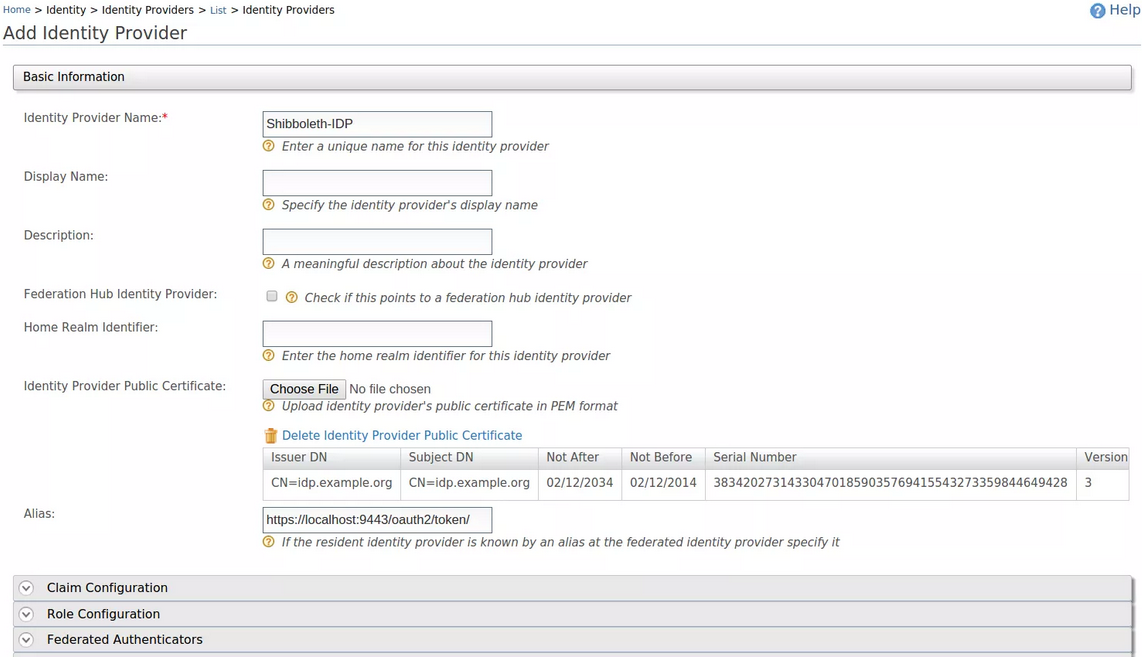 Home > Identity > Identity Providers > List > Identity Providers
Help
Add Identity Provider
Basic Information
Identity Provider Name:*
Shibboleth-IDP
Enter a unique name for this identity provider
Display Name:
Specify the identity provider's display name
Description:
A meaningful description about the identity provider
Federation Hub Identity Provider:
Check if this points to a federation hub identity provider
Home Realm Identifier:
Enter the home realm identifier for this identity provider
Identity Provider Public Certificate:
Choose File No file chosen
Upload identity provider's public certificate in PEM format
Delete Identity Provider Public Certificate
Issuer DN Subject DN Not After Not Before Serial Number Version
CN=idp.example.org CN=idp.example.org 02/12/2034 02/12/2014 383420273143304701859035769415543273359844649428 3
Alias:
https://localhost:9443/oauth2/token/
If the resident identity provider is known by an alias at the federated identity provider specify it
Claim Configuration
Role Configuration
Federated Authenticators